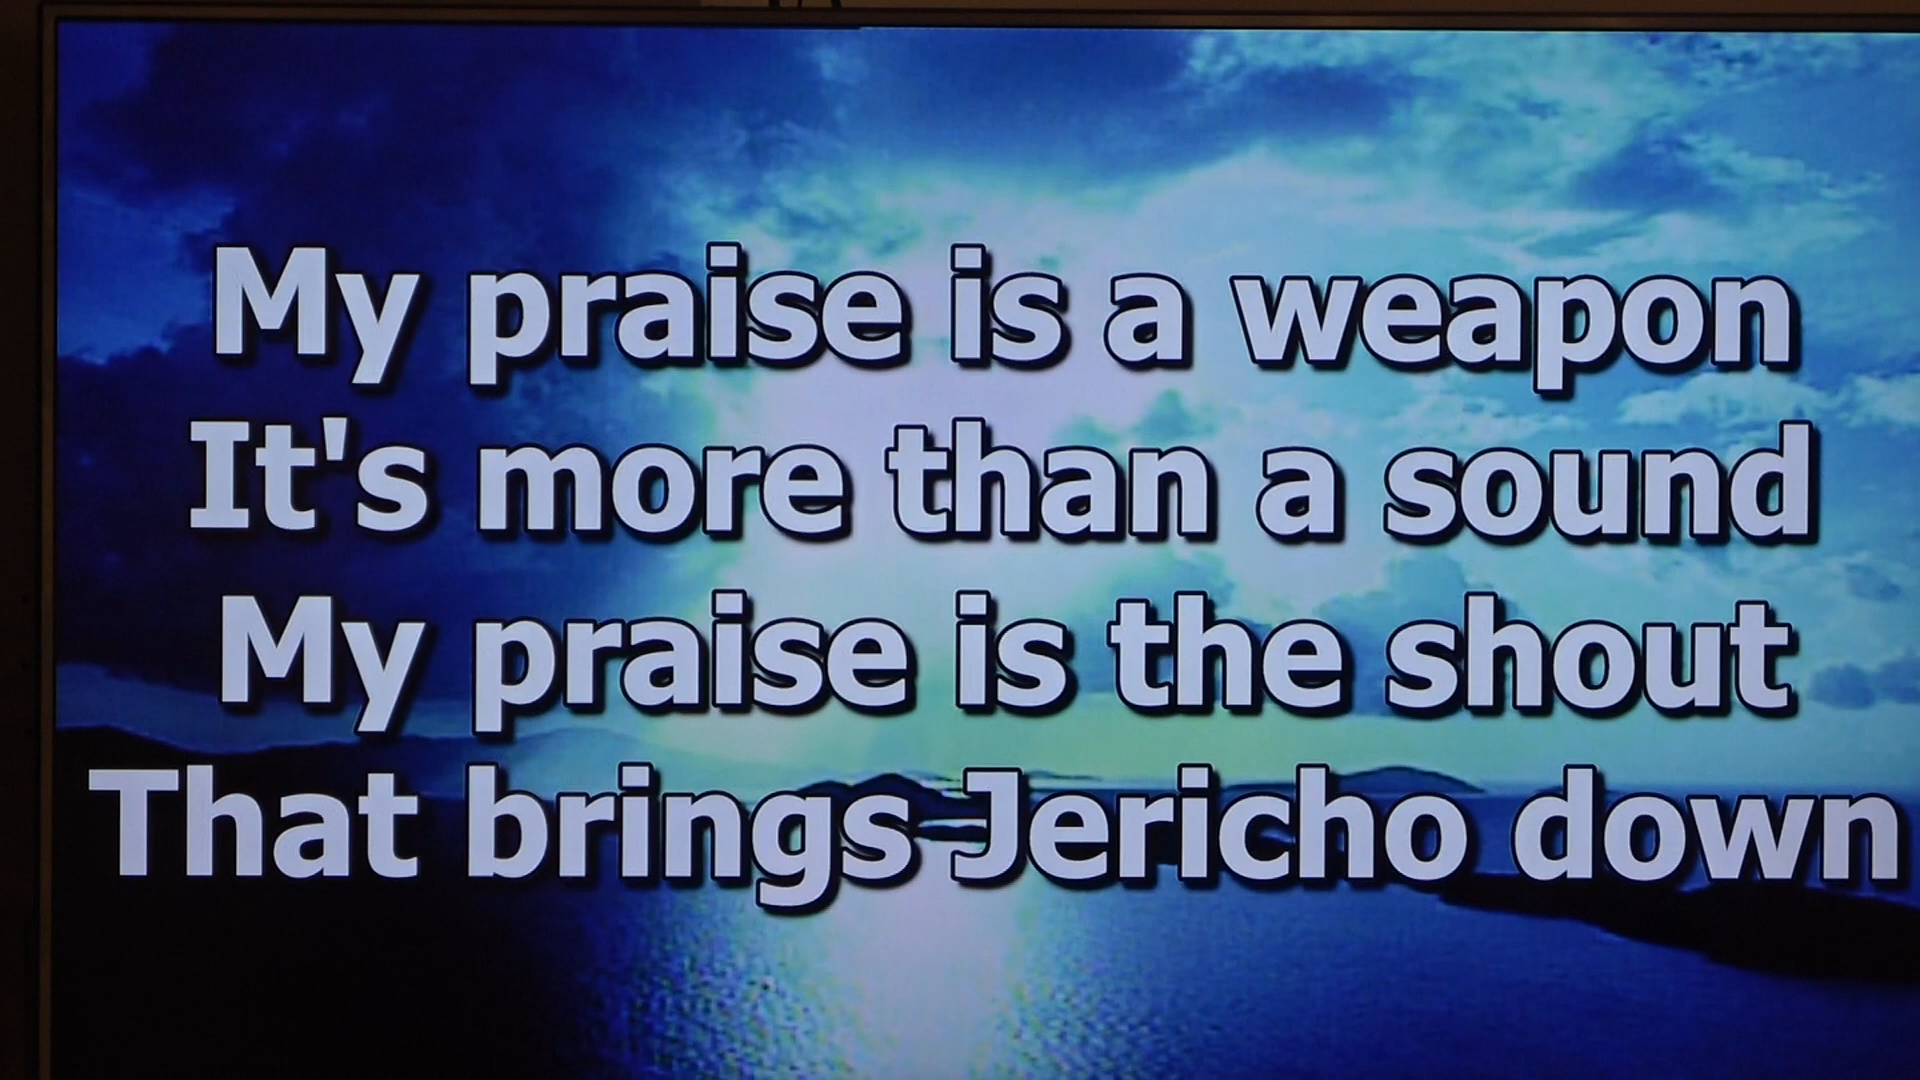 My praise is a weapon
It's more than a sound
My praise is the shout
That brings Jericho down